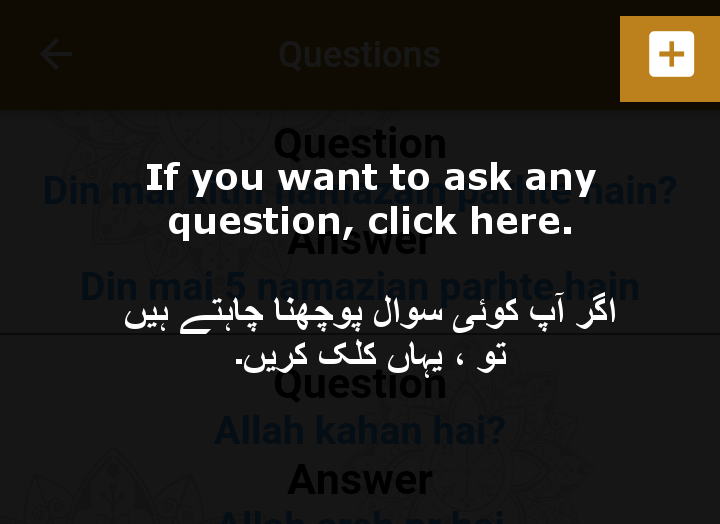 Questions
Question
If you want to ask any
Din mai kitni namazain parhte hain?
question, click here.
Answer
Din mai 5 namazian parhte hain
اگر آپ کوئی سوال پوچھنا چاہتے ہیں
تو ، یہاں کلک کریں۔
Question
Allah kahan hai?
Answer
Allah arsh pr hai